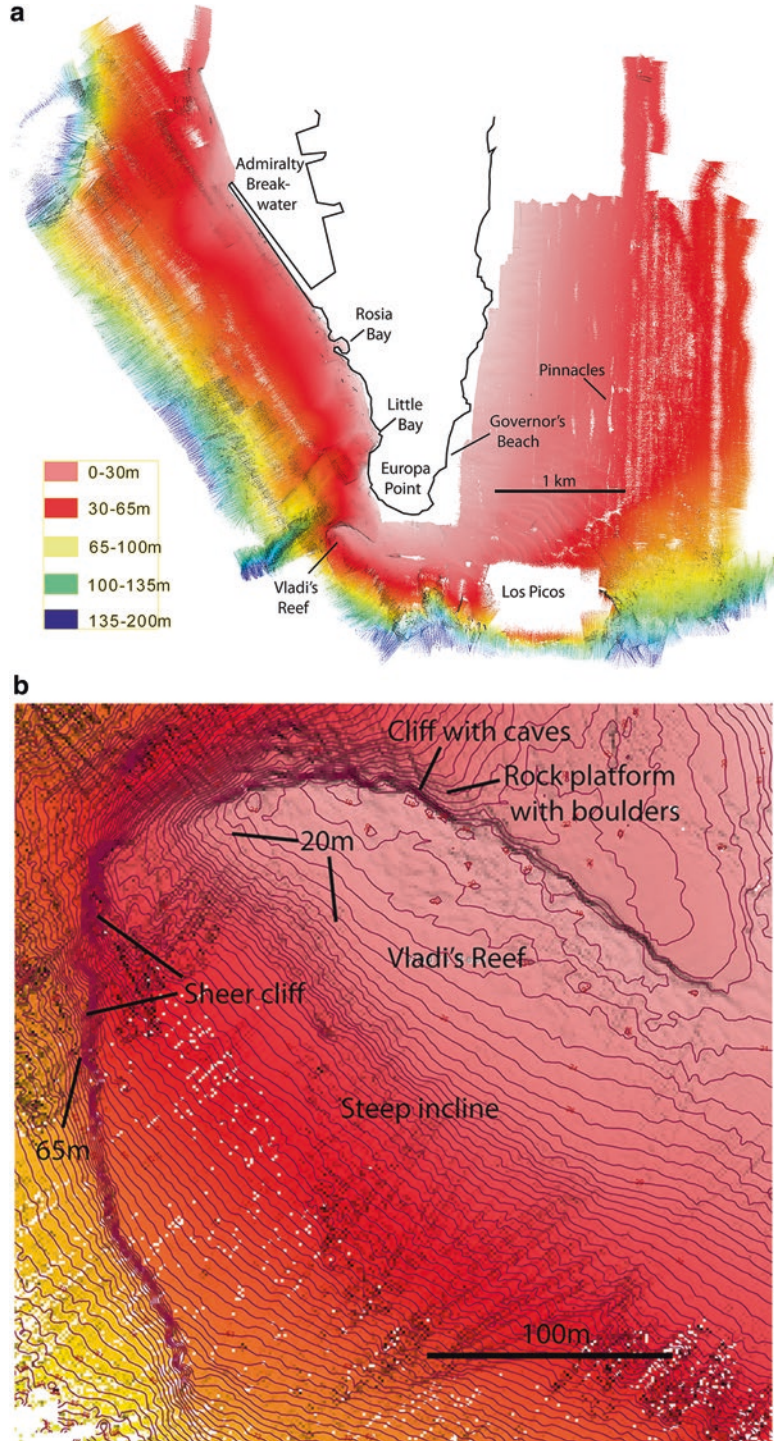 a
Admiralty
Break-
water
Rosia
Bay
Pinnacles
Little
Bay
Governor's
Beach
Europa
Point
1 km
0-30m
30-65m
65-100m
100-135m
135-200m
Vladi's
Reef
Los Picos
b
Cliff with caves
Rock platform
with boulders
20m
Vladi's Reef
Sheer cliff
Steep incline
65m
100m